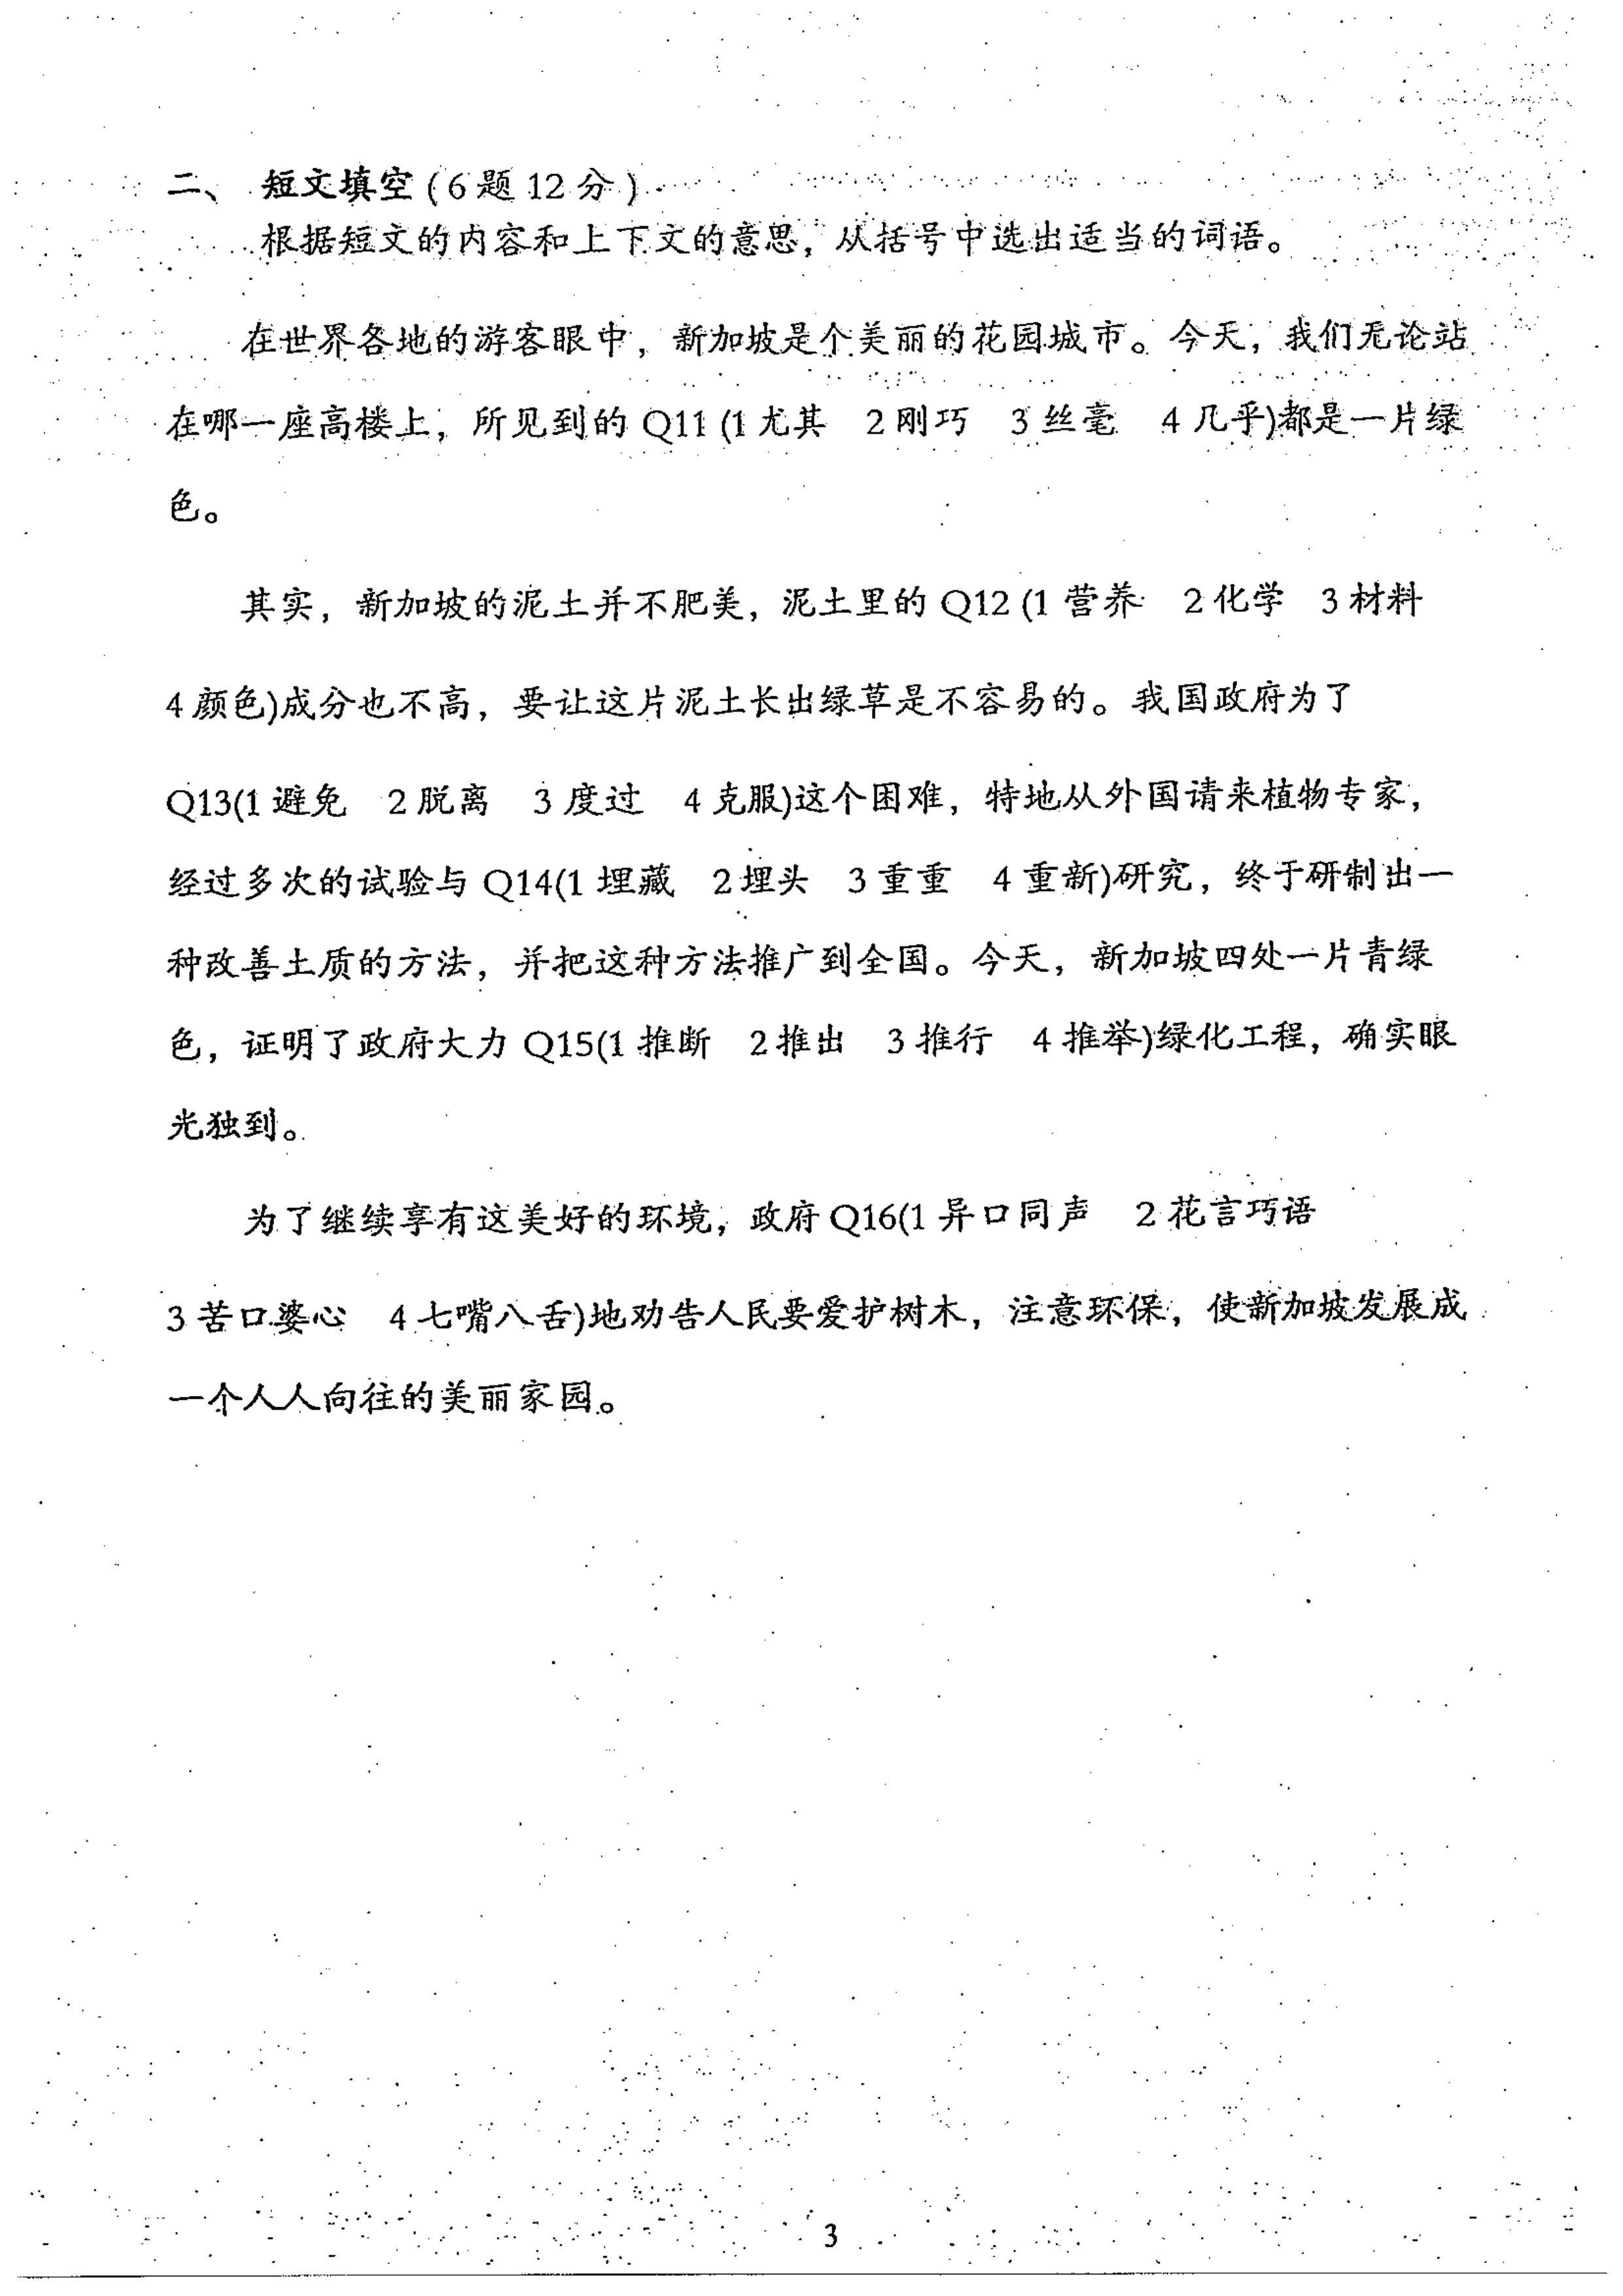 二、 短文填空 ( 6 题 12 分 )
根据短文的内容和上下文的意思，从括号中选出适当的词语。
在世界各地的游客眼中，新加坡是个美丽的花园城市。今天，我们无论站
在哪一座高楼上，所见到的 Q11 (1 尤其 2 刚巧 3 丝毫 4 几乎)都是一片绿
色。
其实，新加坡的泥土并不肥美，泥土里的 Q12 (1 营养 2 化学 3 材料
4 颜色)成分也不高，要让这片泥土长出绿草是不容易的。我国政府为了
Q13(1 避免 2 脱离 3 度过 4 克服)这个困难，特地从外国请来植物专家，
经过多次的试验与 Q14(1 埋藏 2 埋头 3 重重 4 重新)研究，终于研制出一
种改善土质的方法，并把这种方法推广到全国。今天，新加坡四处一片青绿
色，证明了政府大力 Q15(1 推断 2 推出 3 推行 4 推举)绿化工程，确实眼
光独到。
为了继续享有这美好的环境，政府 Q16(1 异口同声 2 花言巧语
3 苦口婆心 4 七嘴八舌)地劝告人民要爱护树木，注意环保，使新加坡发展成
一个人人向往的美丽家园。
3